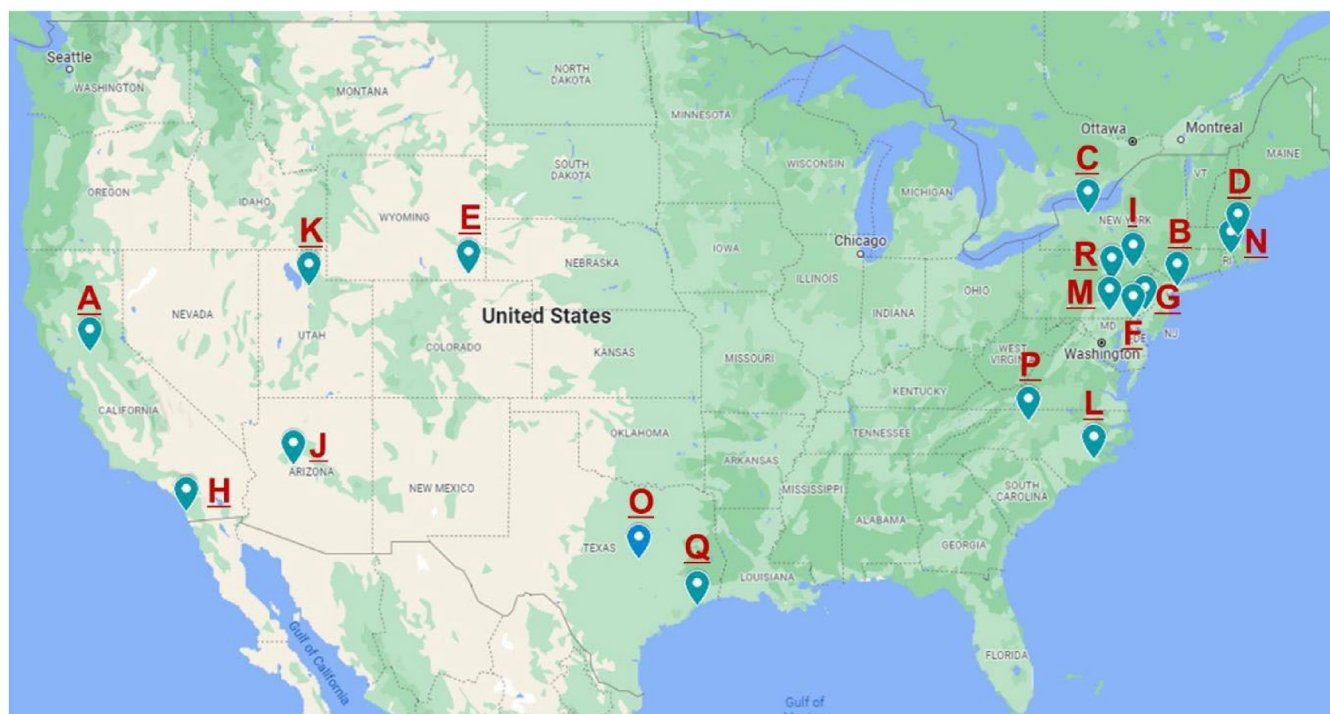 Seattle
WASHINGTON
MONTANA
NORTH
DAKOTA
MINNESOTA
Ottawa
Montreal
MAINE
C
VT
D
OREGON
IDAHO
WYOMING
SOUTH
DAKOTA
WISCONSIN
MICHIGAN
NEW YORK
K
E
I
B
N
R
RI
Chicago
IOWA
NEBRASKA
A
NEVADA
UTAH
United States
ILLINOIS
INDIANA
OHIO
M
G
MD
DE
NJ
F
Washington
COLORADO
KANSAS
MISSOURI
WEST
VIRGINIA
P
KENTUCKY
CALIFORNIA
L
J
ARIZONA
NEW MEXICO
OKLAHOMA
ARKANSAS
TENNESSEE
H
O
MISSISSIPPI
SOUTH
CAROLINA
ALABAMA
GEORGIA
TEXAS
Q
LOUISIANA
Gulf of California
FLORIDA
Gulf of